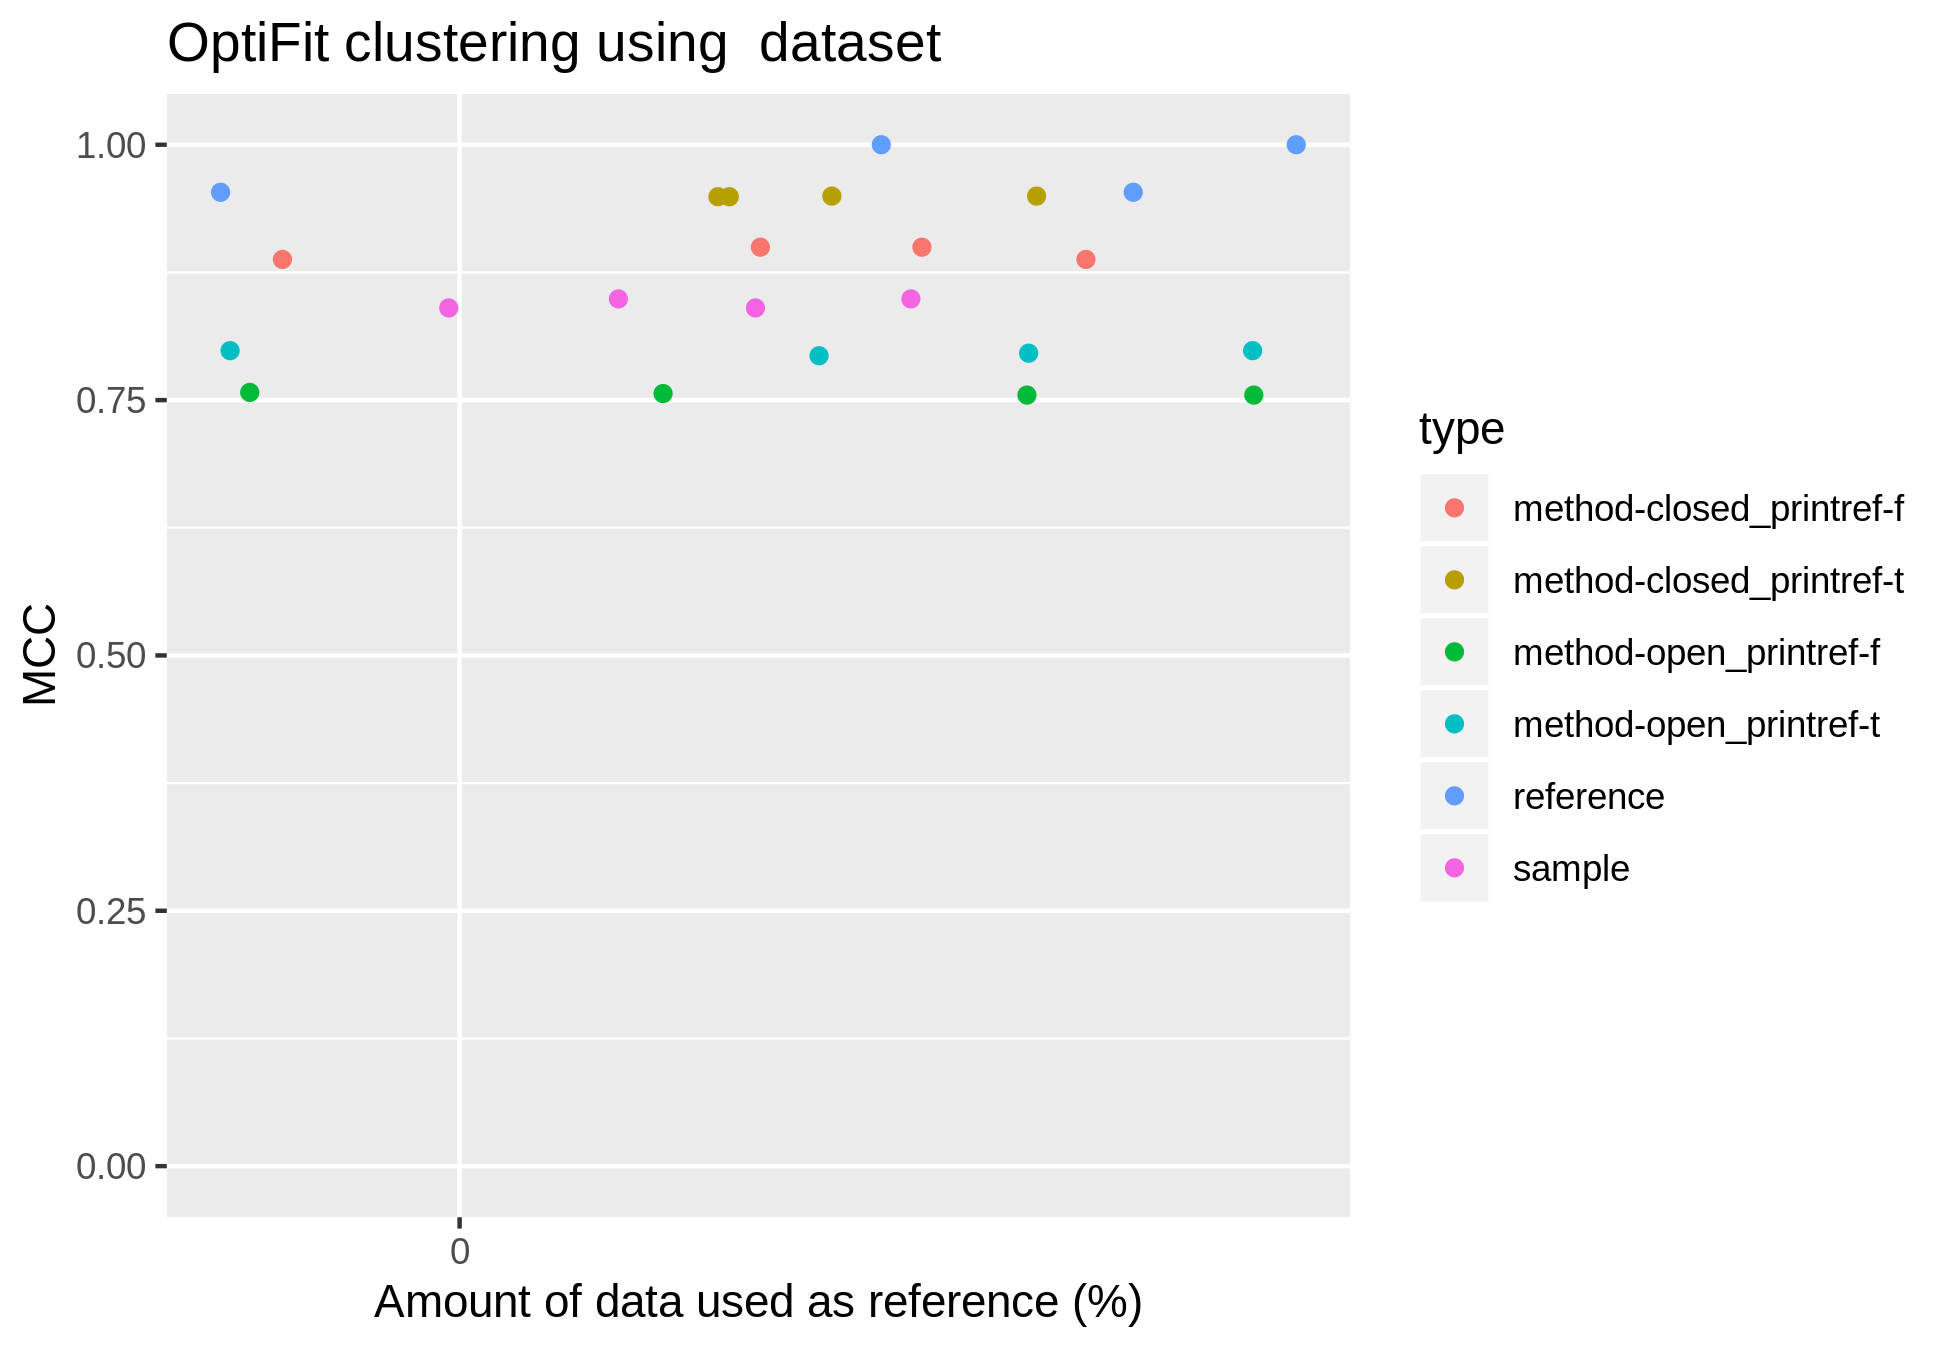 OptiFit clustering using  dataset
1.00
0.75
0.50
0.25
0.00
MCC
0
Amount of data used as reference (%)
type
method-closed_printref-f
method-closed_printref-t
method-open_printref-f
method-open_printref-t
reference
sample